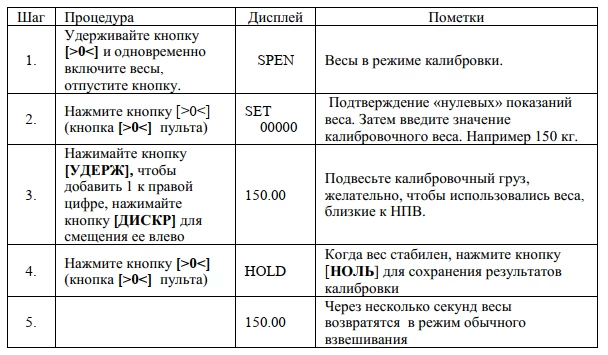 Шаг Процедура Дисплей Пометки
1.
Удерживайте кнопку
[>0<] и одновременно
включите весы,
отпустите кнопку.
SPEN
Весы в режиме калибровки.
2.
Нажмите кнопку [>0<]
(кнопка [>0<] пульта)
SET
00000
Подтверждение «нулевых» показаний
веса. Затем введите значение
калибровочного веса. Например 150 кг.
3.
Нажимайте кнопку
[УДЕРЖ], чтобы
добавить 1 к правой
цифре, нажимайте
кнопку [ДИСКР] для
смещения ее влево
150.00
Подвесьте калибровочный груз,
желательно, чтобы использовались веса,
близкие к НПВ.
4.
Нажмите кнопку [>0<]
(кнопка [>0<] пульта)
HOLD
Когда вес стабилен, нажмите кнопку
[НОЛЬ] для сохранения результатов
калибровки
5.
150.00
Через несколько секунд весы
возвратятся в режим обычного
взвешивания